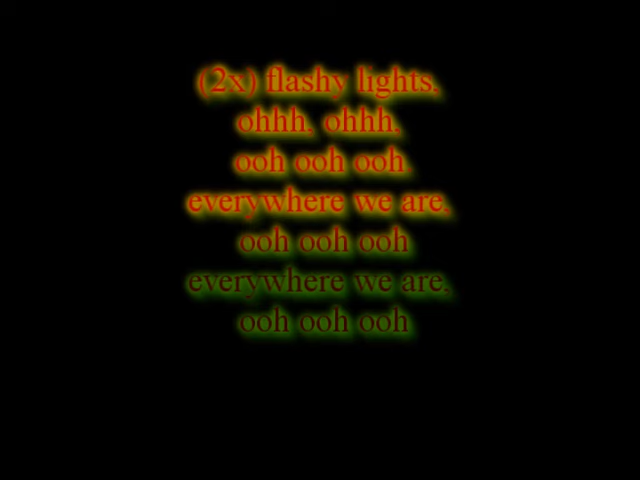 (2x) flashy lights,
ohhh, ohhh,
ooh ooh ooh.
everywhere we are,
ooh ooh ooh
everywhere we are,
ooh ooh ooh